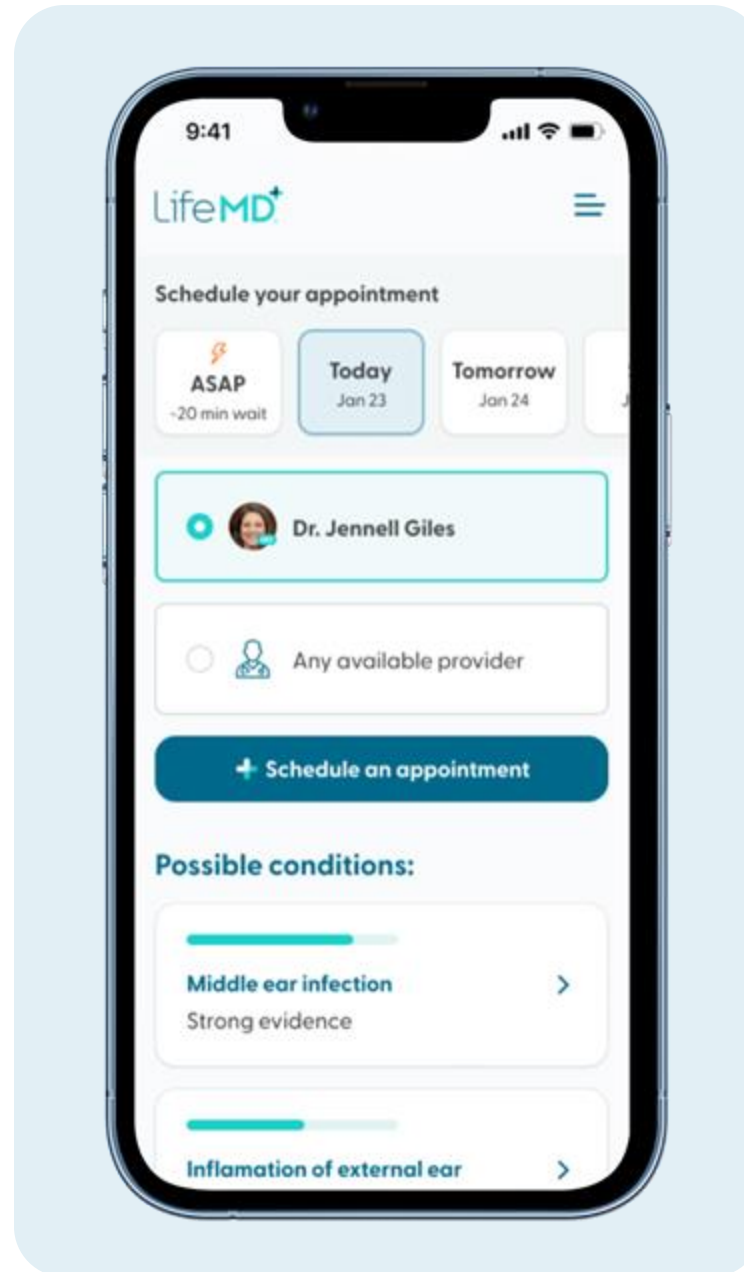 9:41
LifeMD
Schedule your appointment
ASAP
~20 min wait
Today
Jan 23
Tomorrow
Jan 24
Dr. Jennell Giles
Any available provider
Schedule an appointment
Possible conditions:
Middle ear infection
Strong evidence
Inflamation of external ear